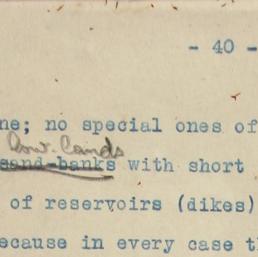 - 40 -
ne; no special ones of
low. lands
sand-banks with short
of reservoirs (dikes)
ecause in every case th